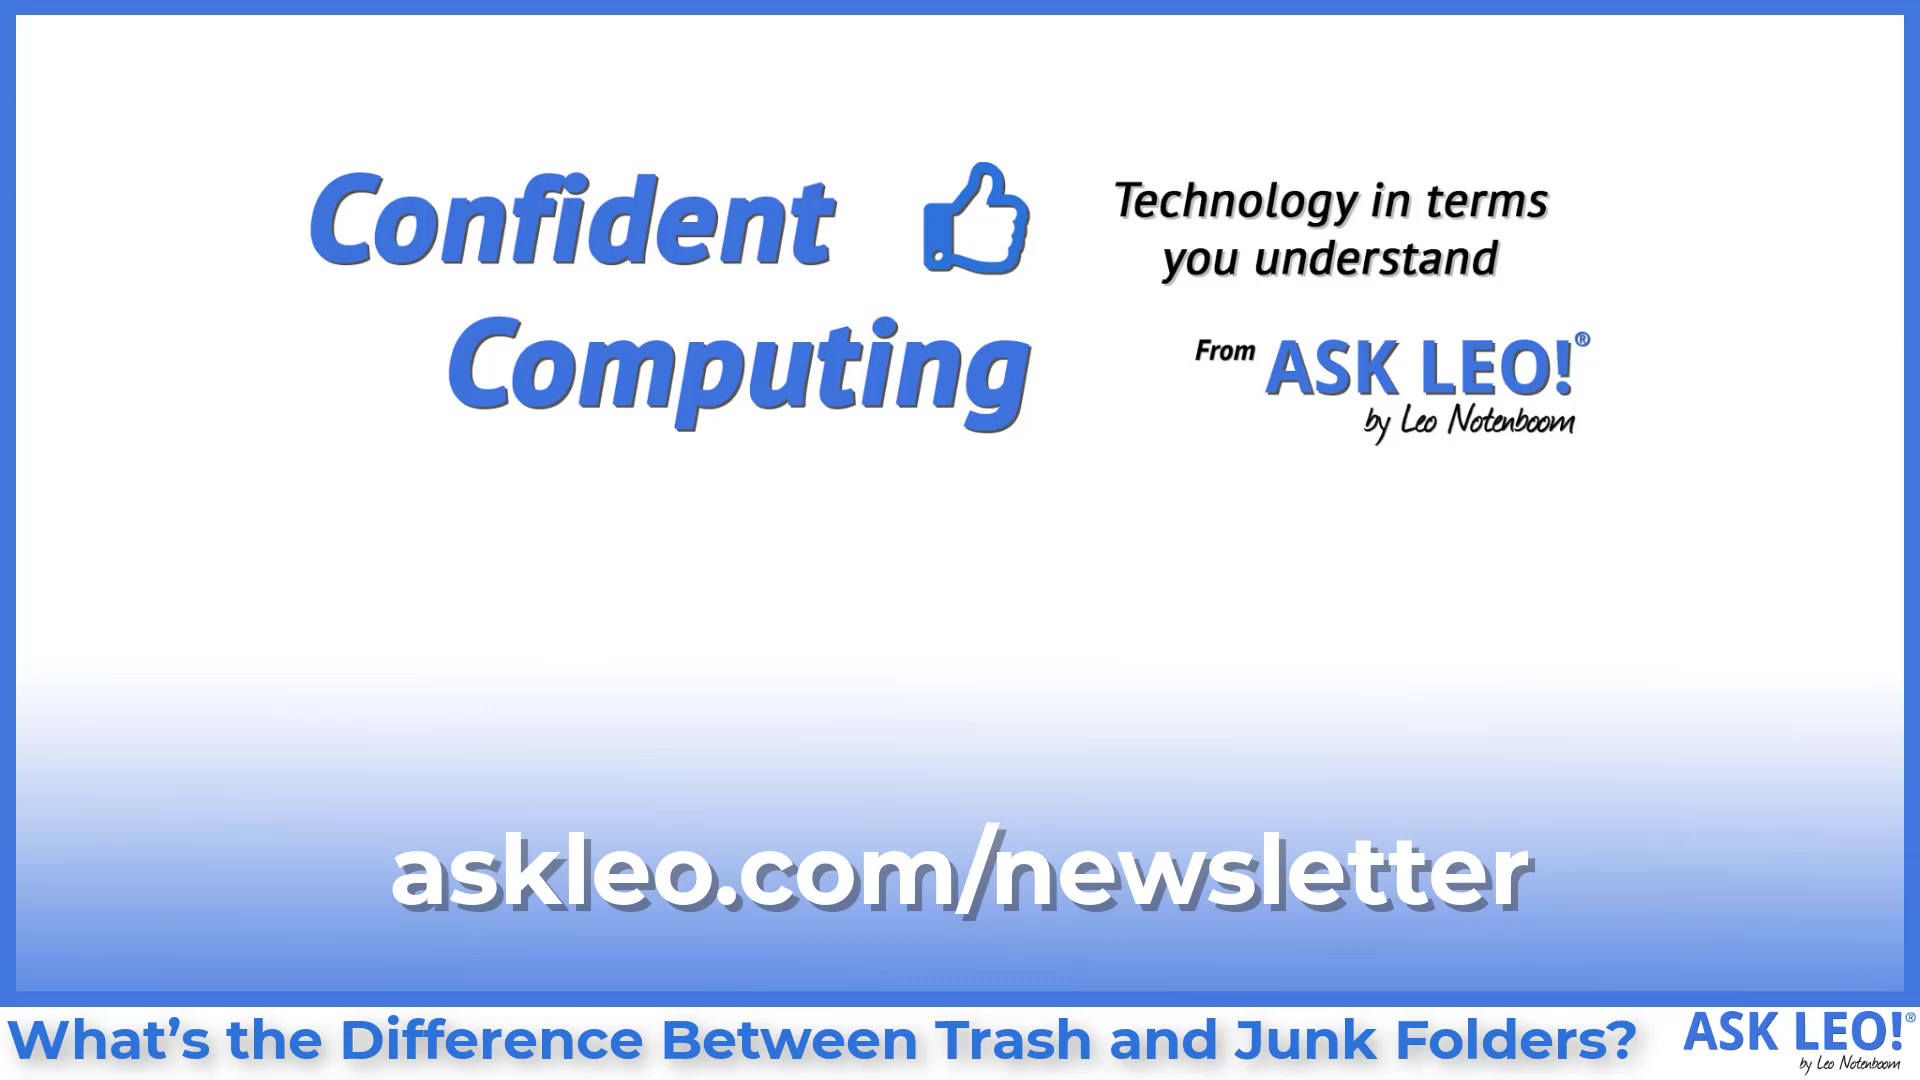 Confident
Computing
Technology in terms
you understand
From ASK LEO!®
by Leo Notenboom
askleo.com/newsletter
What’s the Difference Between Trash and Junk Folders?
ASK LEO!®
by Leo Notenboom